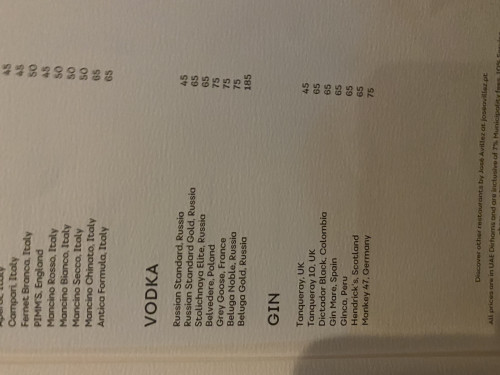 Italy 45
Campari, Italy 45
Fernet Branca, Italy 50
PIMM'S, England 45
Mancino Rosso, Italy 50
Mancino Bianco, Italy 50
Mancino Secco, Italy 50
Mancino Chinato, Italy 65
Antica Formula, Italy 65
VODKA
Russian Standard, Russia 45
Russian Standard Gold, Russia 65
Stolichnaya Elite, Russia 65
Belvedere, Poland 75
Grey Goose, France 75
Beluga Noble, Russia 75
Beluga Gold, Russia 185
GIN
Tanqueray, UK 45
Tanqueray 10, UK 65
Dictador Black, Colombia 65
Gin Mare, Spain 65
Ginca, Peru 65
Hendrick's, Scotland 65
Monkey 47, Germany 75
Discover other restaurants by José Avillez at joseavillez.pt
All prices are in UAE Dirhams and are inclusive of 7% Municipality fees, 10%